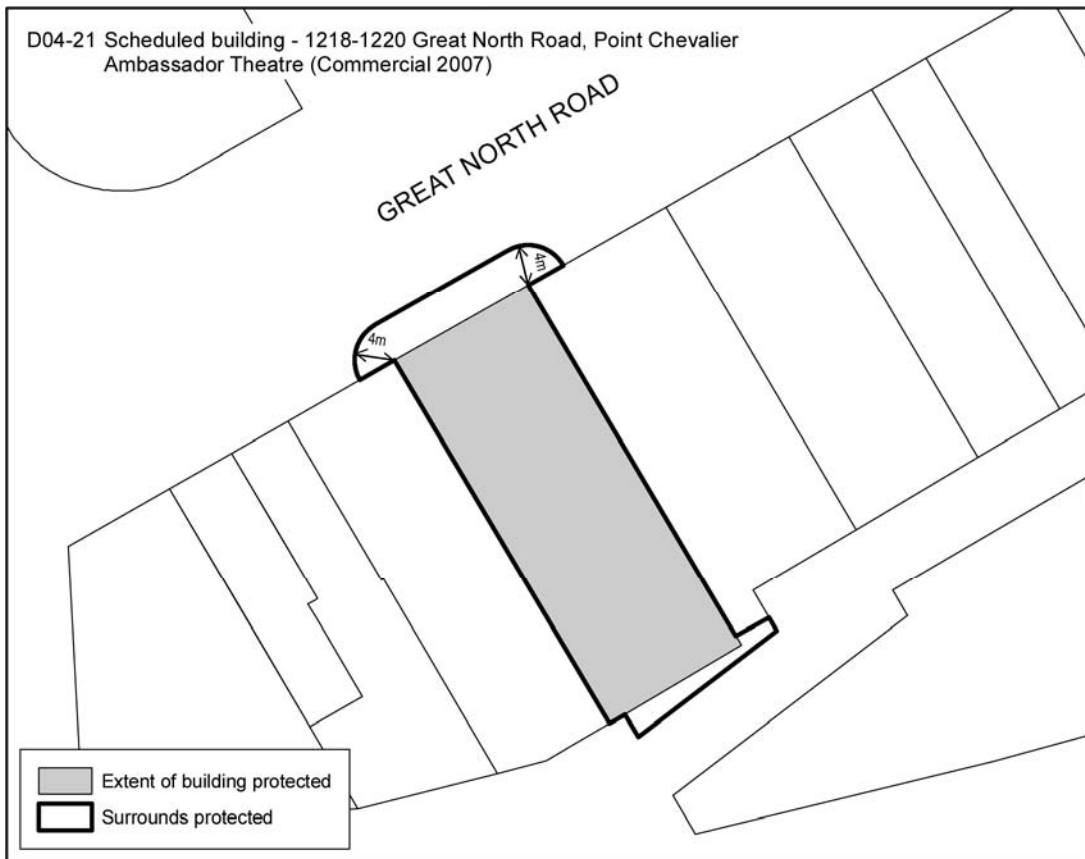 D04-21 Scheduled building - 1218-1220 Great North Road, Point Chevalier
Ambassador Theatre (Commercial 2007)
GREAT NORTH ROAD
4m
4m
Extent of building protected
Surrounds protected